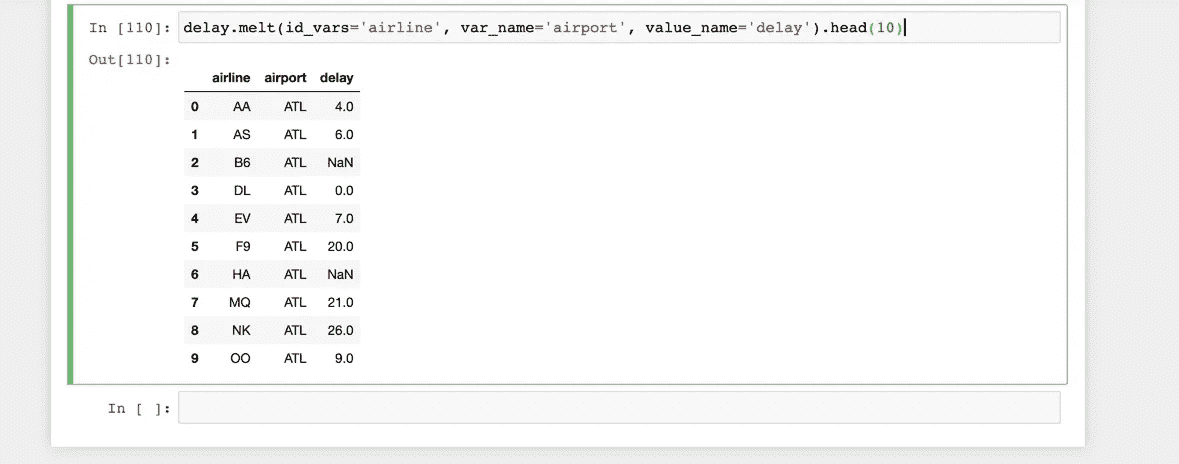 In [110]: delay.melt(id_vars='airline', var_name='airport', value_name='delay').head(10)
Out[110]:
airline airport delay
0 AA ATL 4.0
1 AS ATL 6.0
2 B6 ATL NaN
3 DL ATL 0.0
4 EV ATL 7.0
5 F9 ATL 20.0
6 HA ATL NaN
7 MQ ATL 21.0
8 NK ATL 26.0
9 OO ATL 9.0
In [ ]: